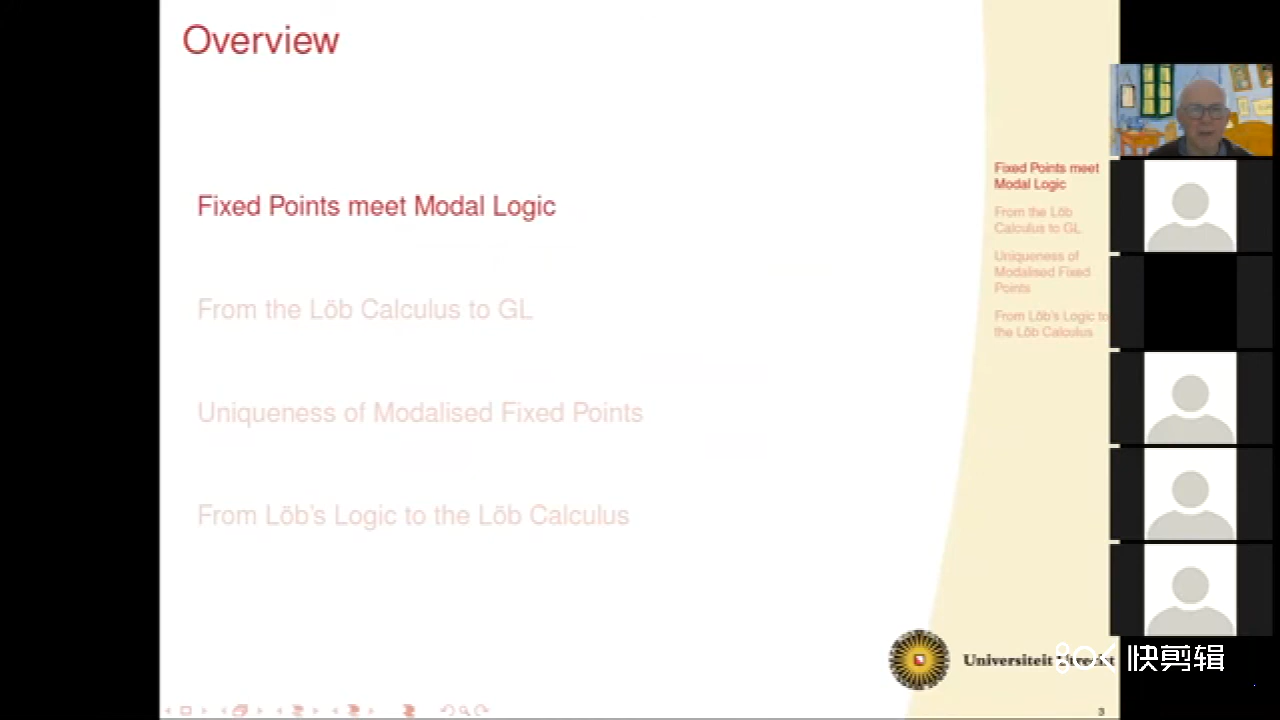 Overview
Fixed Points meet Modal Logic
From the Löb Calculus to GL
Uniqueness of Modalised Fixed Points
From Löb's Logic to the Löb Calculus
Fixed Points meet
Modal Logic
From the Löb
Calculus to GL
Uniqueness of
Modalised Fixed
Points
From Löb's Logic to
the Löb Calculus
Universiteit Utrecht
快剪辑
3